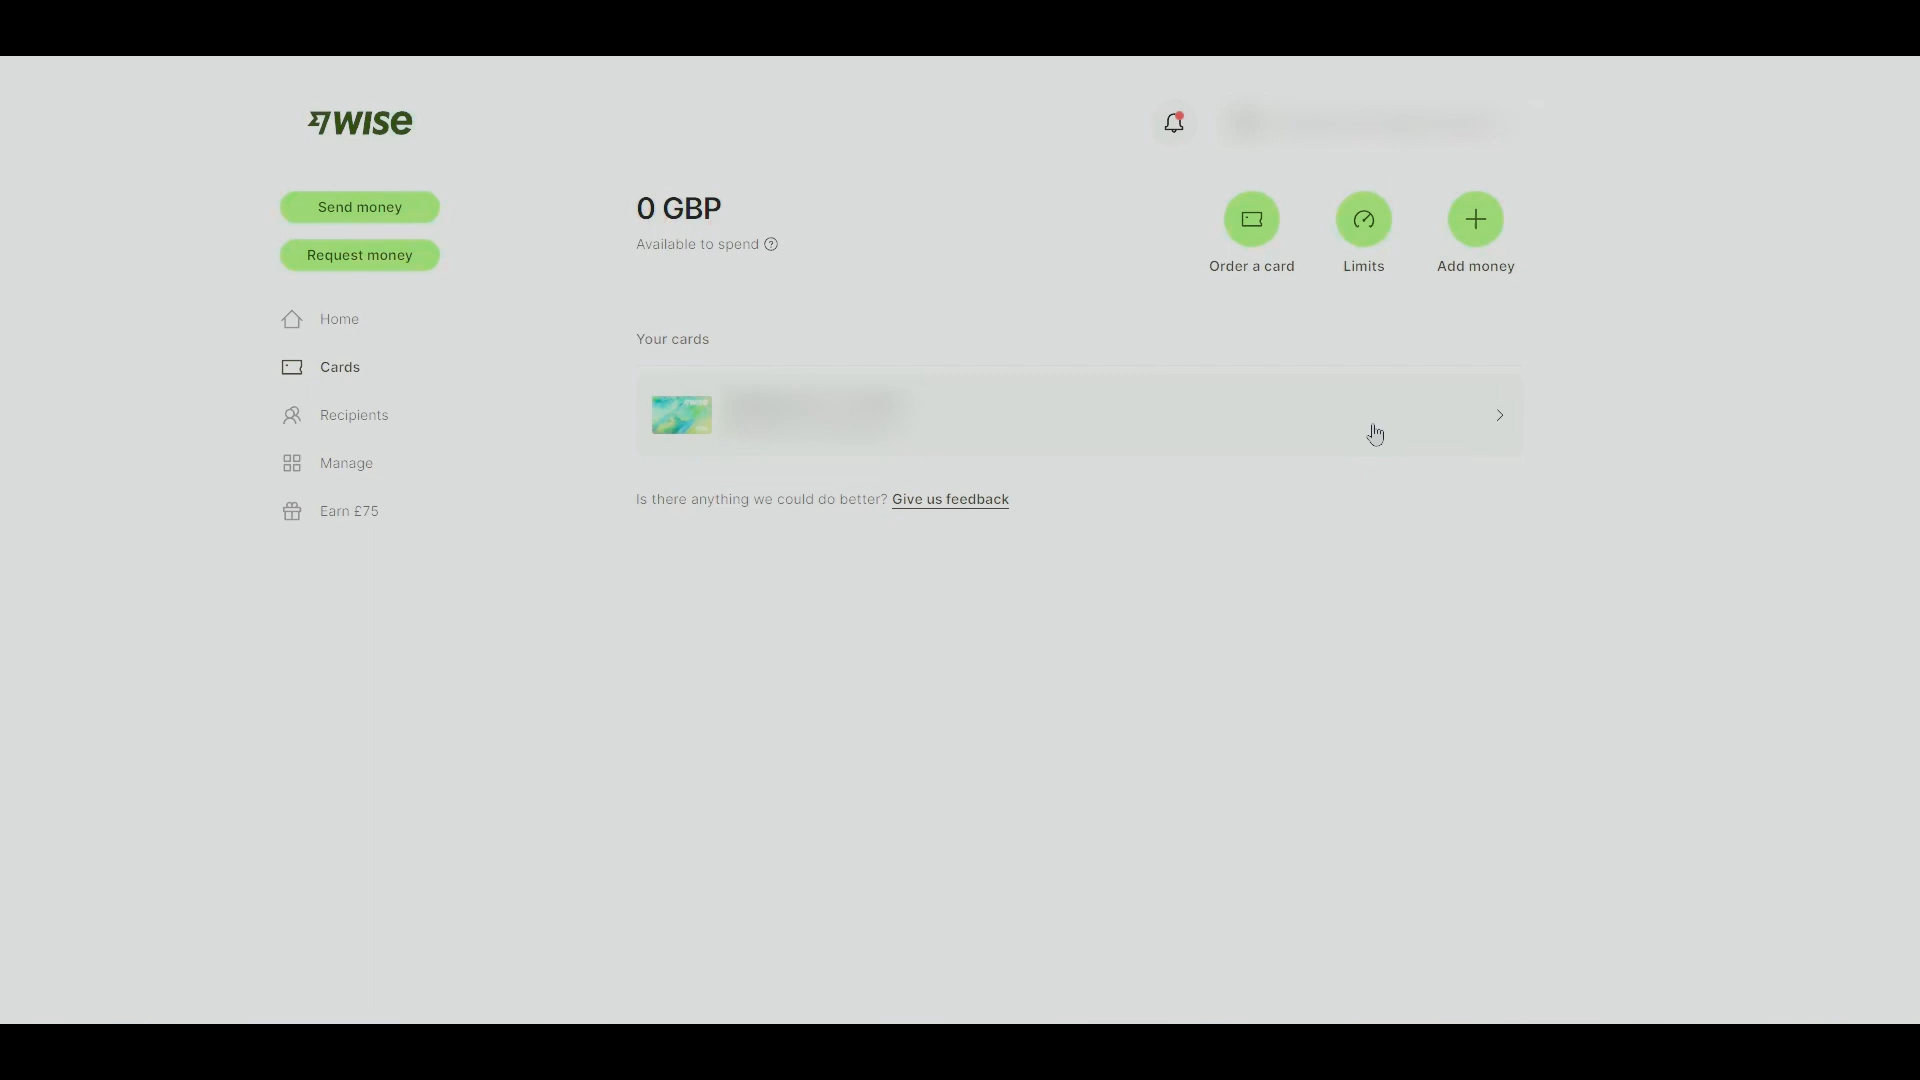 WISE
Send money
Request money
Home
Cards
Recipients
Manage
Earn £75
0 GBP
Available to spend
Order a card
Limits
Add money
Your cards
WISE
Is there anything we could do better? Give us feedback